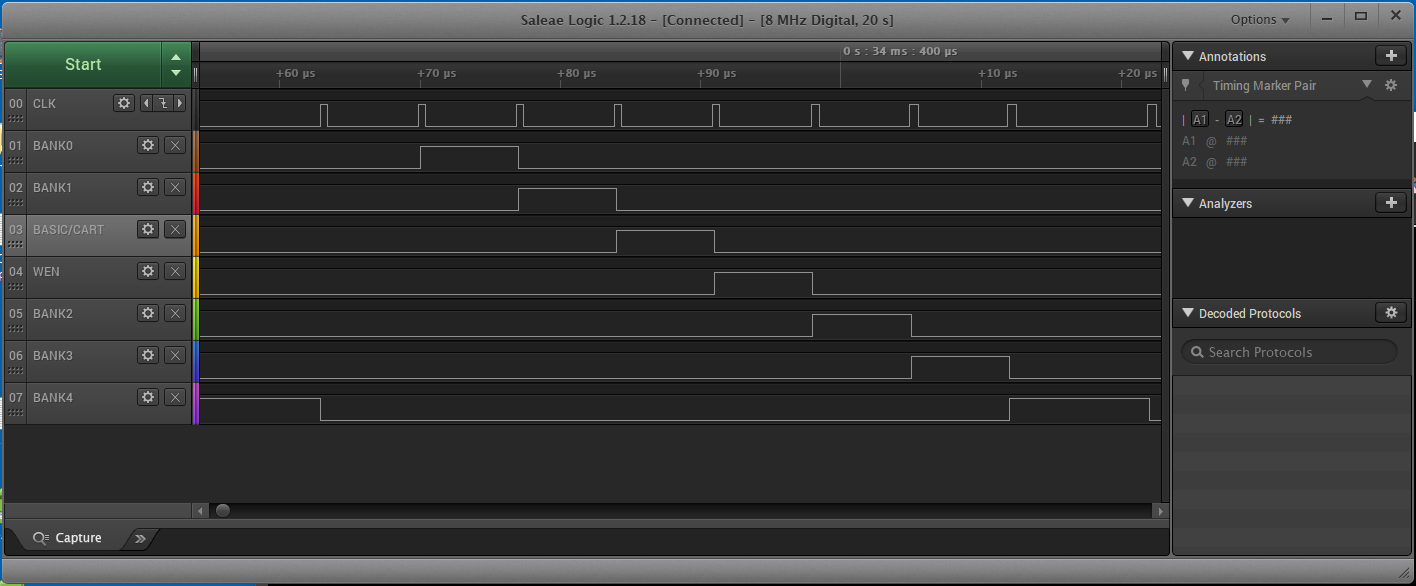 Saleae Logic 1.2.18 - [Connected] - [8 MHz Digital, 20 s]
Options
Start
0 s : 34 ms : 400 µs
+60 µs +70 µs +80 µs +90 µs +10 µs +20 µs
Annotations
Timing Marker Pair
| A1 - A2 | = ###
A1 @ ###
A2 @ ###
Analyzers
Decoded Protocols
Search Protocols
00 CLK
01 BANK0
02 BANK1
03 BASIC/CART
04 WEN
05 BANK2
06 BANK3
07 BANK4
Capture